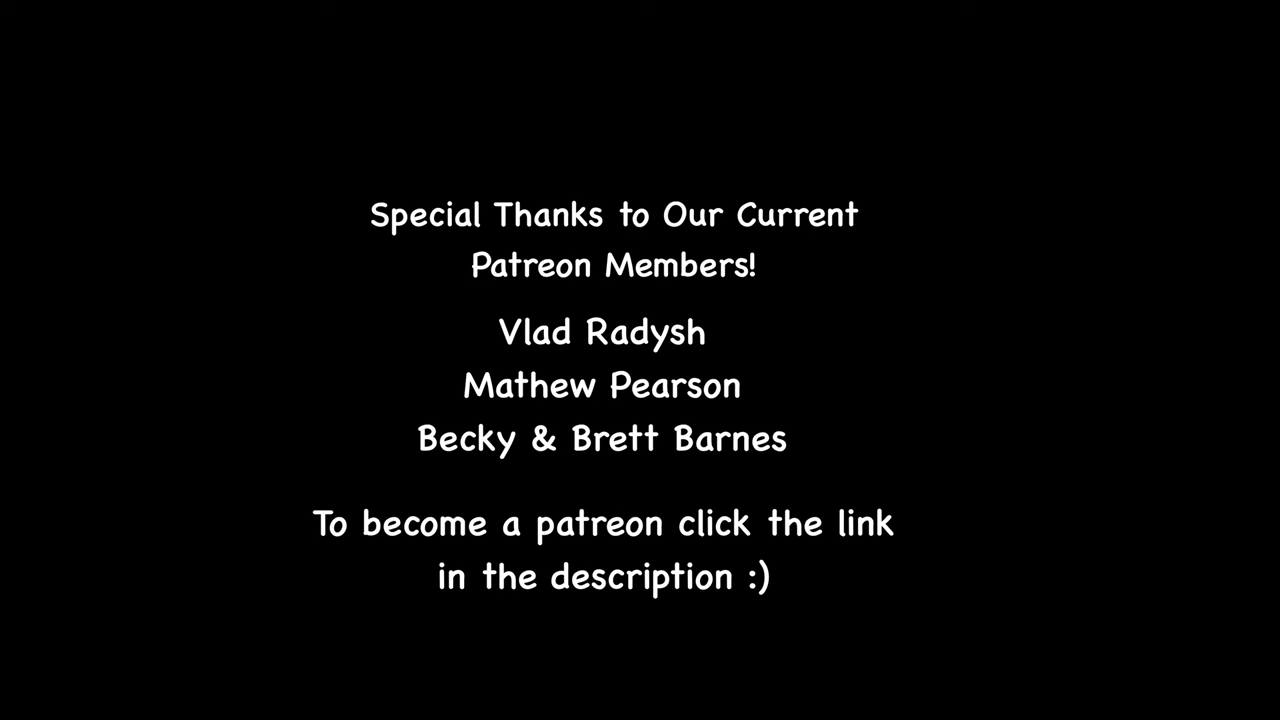 Special Thanks to Our Current
Patreon Members!
Vlad Radysh
Mathew Pearson
Becky & Brett Barnes
To become a patreon click the link
in the description :)